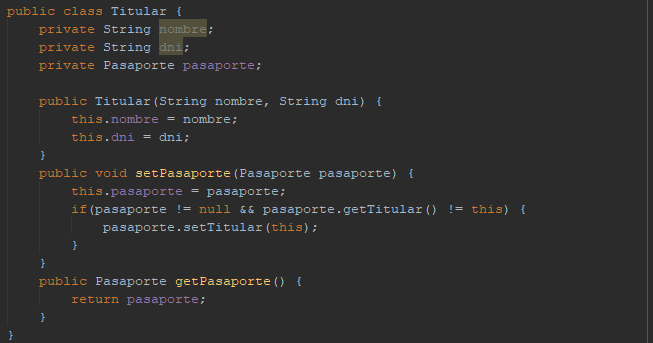 public class Titular {
    private String nombre;
    private String dni;
    private Pasaporte pasaporte;

    public Titular(String nombre, String dni) {
        this.nombre = nombre;
        this.dni = dni;
    }
    public void setPasaporte(Pasaporte pasaporte) {
        this.pasaporte = pasaporte;
        if(pasaporte != null && pasaporte.getTitular() != this) {
            pasaporte.setTitular(this);
        }
    }
    public Pasaporte getPasaporte() {
        return pasaporte;
    }
}